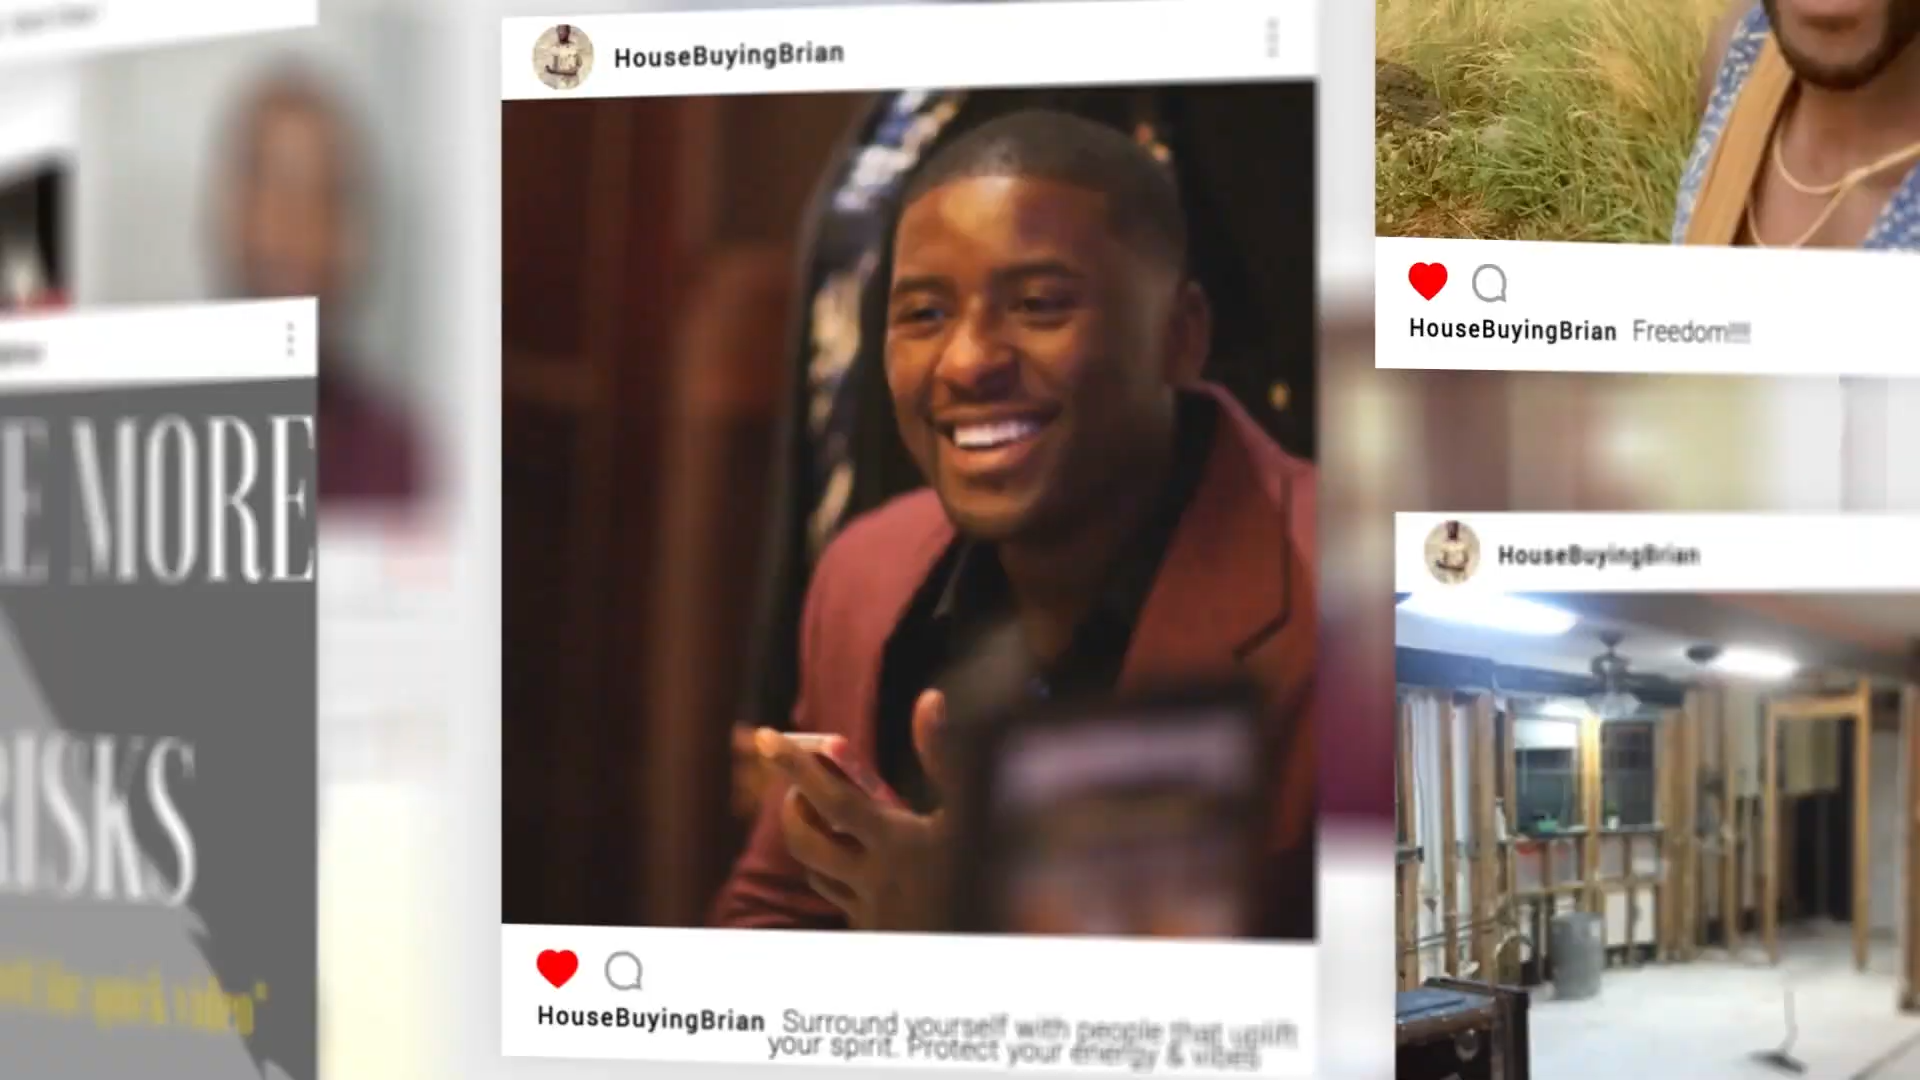 HouseBuyingBrian
HouseBuyingBrian Freedom!!!!
E MORE
RISKS
HouseBuyingBrian
HouseBuyingBrian Surround yourself with people that uplift
your spirit. Protect your energy & vibes